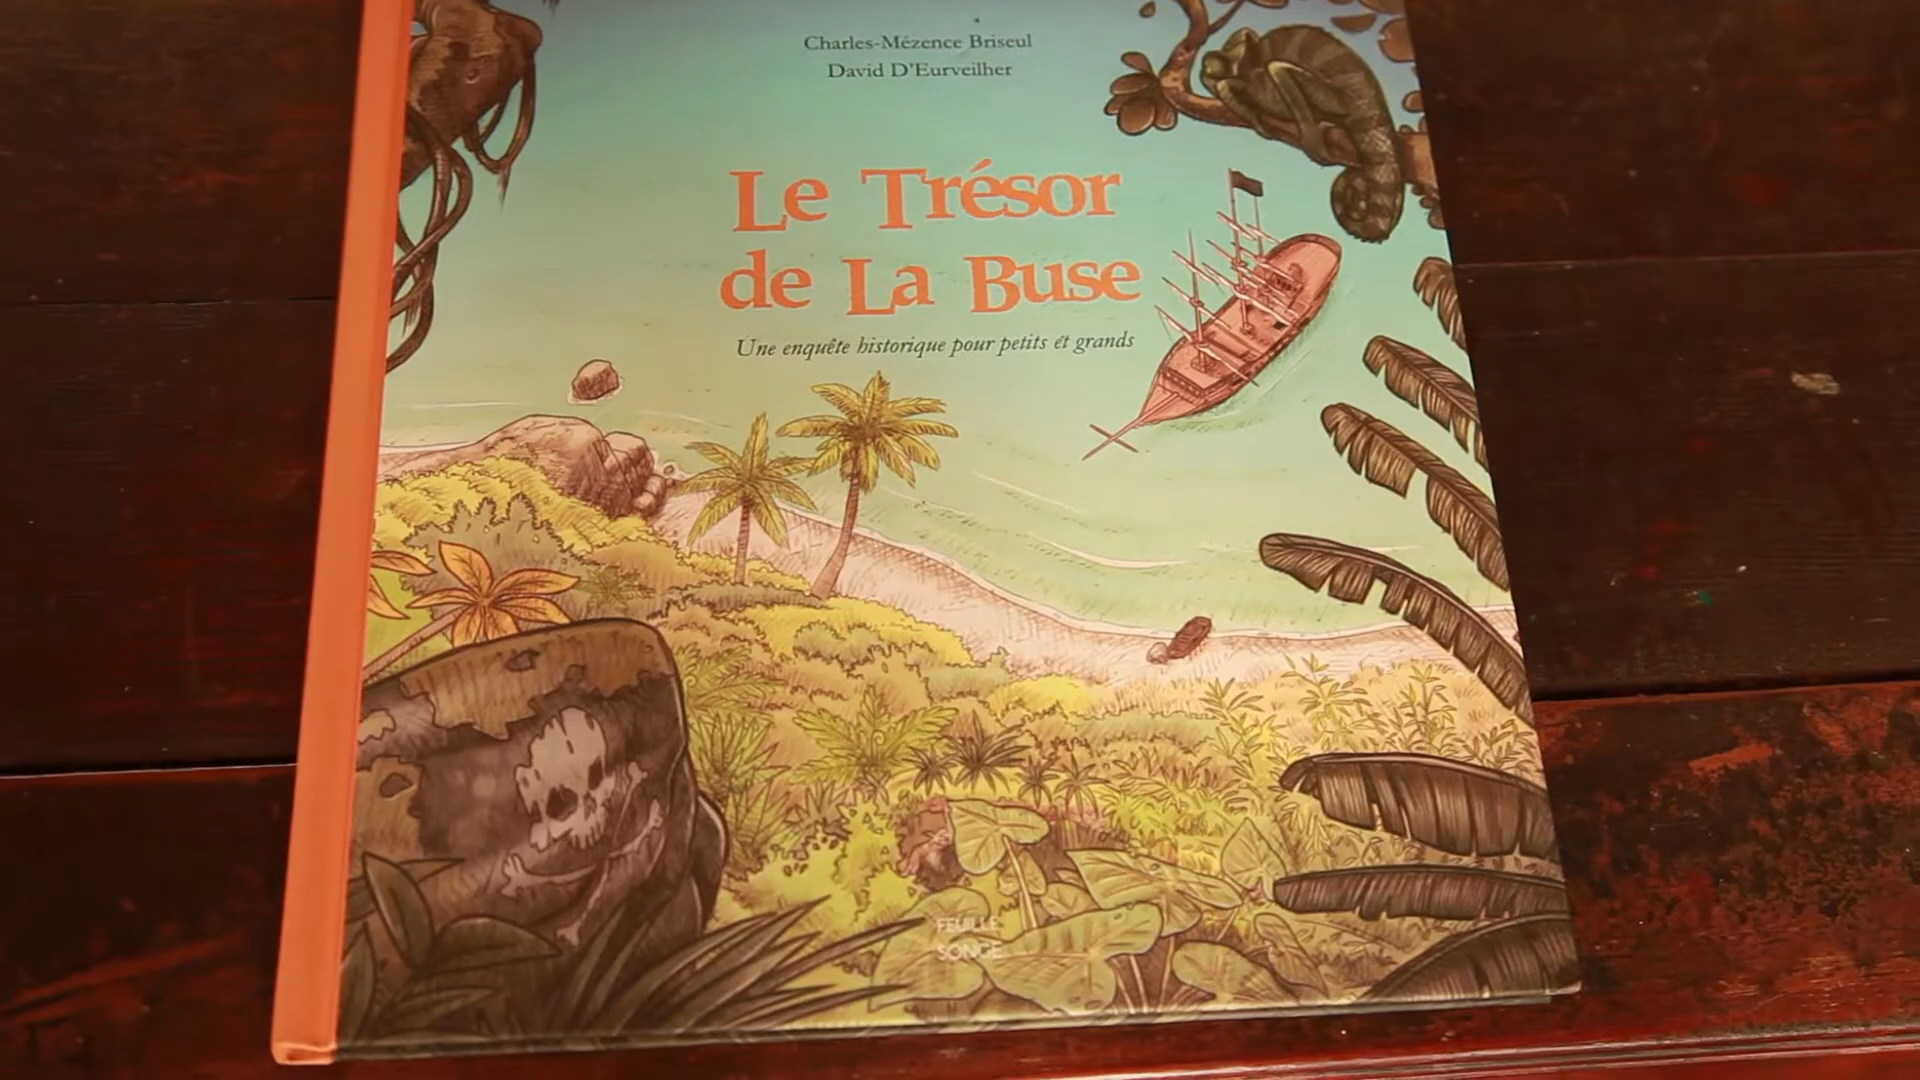 Charles-Mézence Briseul
David D'Eurveilher
Le Trésor
de La Buse
Une enquête historique pour petits et grands
FEUILLE
SONGE